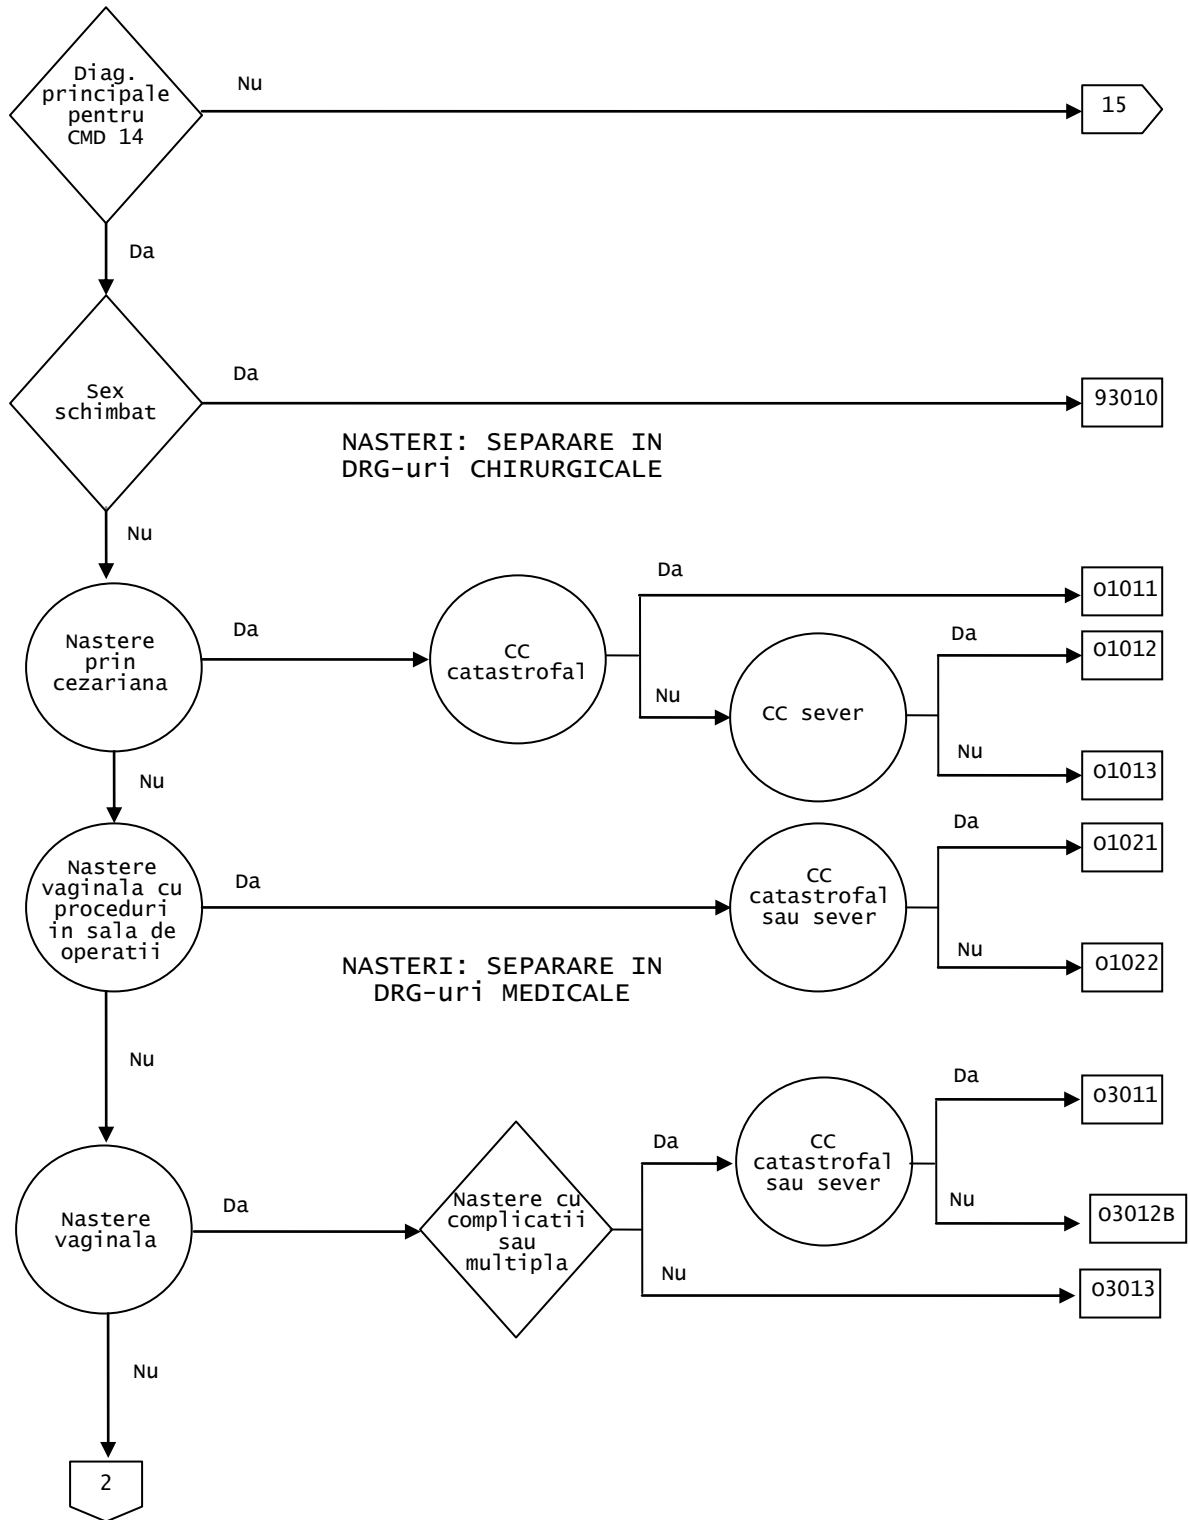 Diag.
principale
pentru
CMD 14
Nu
15
Da
Sex
schimbat
Da
93010
NASTERI: SEPARARE IN
DRG-uri CHIRURGICALE
Nu
Nastere
prin
cezariana
Da
CC
catastrofal
Da
O1011
Nu
CC sever
Da
O1012
Nu
O1013
Nu
Nastere
vaginala cu
proceduri
in sala de
operatii
Da
CC
catastrofal
sau sever
Da
O1021
Nu
O1022
NASTERI: SEPARARE IN
DRG-uri MEDICALE
Nu
Nastere
vaginala
Da
Nastere cu
complicatii
sau
multipla
Da
CC
catastrofal
sau sever
Da
O3011
Nu
O3012B
Nu
O3013
Nu
2